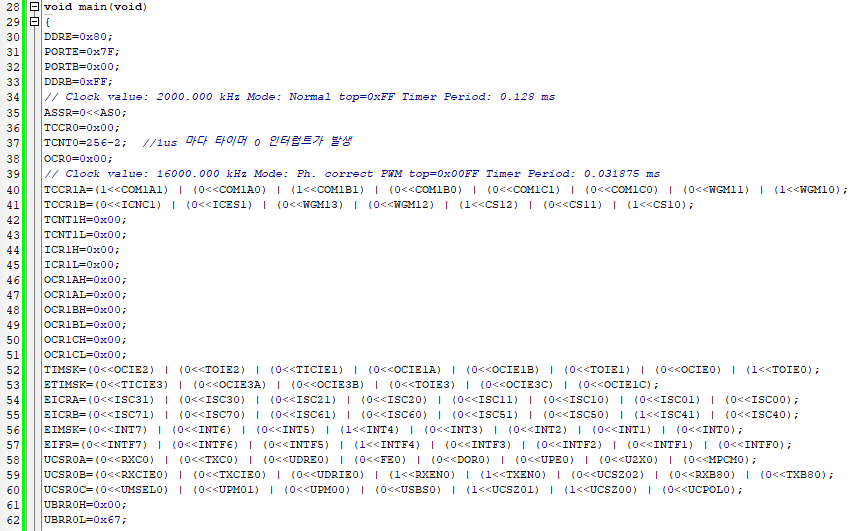 28 void main(void)
29 {
30 DDRE=0x80;
31 PORTE=0x7F;
32 PORTB=0x00;
33 DDRB=0xFF;
34 // Clock value: 2000.000 kHz Mode: Normal top=0xFF Timer Period: 0.128 ms
35 ASSR=0<<AS0;
36 TCCR0=0x00;
37 TCNT0=256-2; //1us 마다 타이머 0 인터럽트가 발생
38 OCR0=0x00;
39 // Clock value: 16000.000 kHz Mode: Ph. correct PWM top=0x00FF Timer Period: 0.031875 ms
40 TCCR1A=(1<<COM1A1) | (0<<COM1A0) | (1<<COM1B1) | (0<<COM1B0) | (0<<COM1C1) | (0<<COM1C0) | (0<<WGM11) | (1<<WGM10);
41 TCCR1B=(0<<ICNC1) | (0<<ICES1) | (0<<WGM13) | (0<<WGM12) | (1<<CS12) | (0<<CS11) | (1<<CS10);
42 TCNT1H=0x00;
43 TCNT1L=0x00;
44 ICR1H=0x00;
45 ICR1L=0x00;
46 OCR1AH=0x00;
47 OCR1AL=0x00;
48 OCR1BH=0x00;
49 OCR1BL=0x00;
50 OCR1CH=0x00;
51 OCR1CL=0x00;
52 TIMSK=(0<<OCIE2) | (0<<TOIE2) | (0<<TICIE1) | (0<<OCIE1A) | (0<<OCIE1B) | (0<<TOIE1) | (0<<OCIE0) | (1<<TOIE0);
53 ETIMSK=(0<<TICIE3) | (0<<OCIE3A) | (0<<OCIE3B) | (0<<TOIE3) | (0<<OCIE3C) | (0<<OCIE1C);
54 EICRA=(0<<ISC31) | (0<<ISC30) | (0<<ISC21) | (0<<ISC20) | (0<<ISC11) | (0<<ISC10) | (0<<ISC01) | (0<<ISC00);
55 EICRB=(0<<ISC71) | (0<<ISC70) | (0<<ISC61) | (0<<ISC60) | (0<<ISC51) | (0<<ISC50) | (1<<ISC41) | (0<<ISC40);
56 EIMSK=(0<<INT7) | (0<<INT6) | (0<<INT5) | (1<<INT4) | (0<<INT3) | (0<<INT2) | (0<<INT1) | (0<<INT0);
57 EIFR=(0<<INTF7) | (0<<INTF6) | (0<<INTF5) | (1<<INTF4) | (0<<INTF3) | (0<<INTF2) | (0<<INTF1) | (0<<INTF0);
58 UCSR0A=(0<<RXC0) | (0<<TXC0) | (0<<UDRE0) | (0<<FE0) | (0<<DOR0) | (0<<UPE0) | (0<<U2X0) | (0<<MPCM0);
59 UCSR0B=(0<<RXCIE0) | (0<<TXCIE0) | (0<<UDRIE0) | (1<<RXEN0) | (1<<TXEN0) | (0<<UCSZ02) | (0<<RXB80) | (0<<TXB80);
60 UCSR0C=(0<<UMSEL0) | (0<<UPM01) | (0<<UPM00) | (0<<USBS0) | (1<<UCSZ01) | (1<<UCSZ00) | (0<<UCPOL0);
61 UBRR0H=0x00;
62 UBRR0L=0x67;